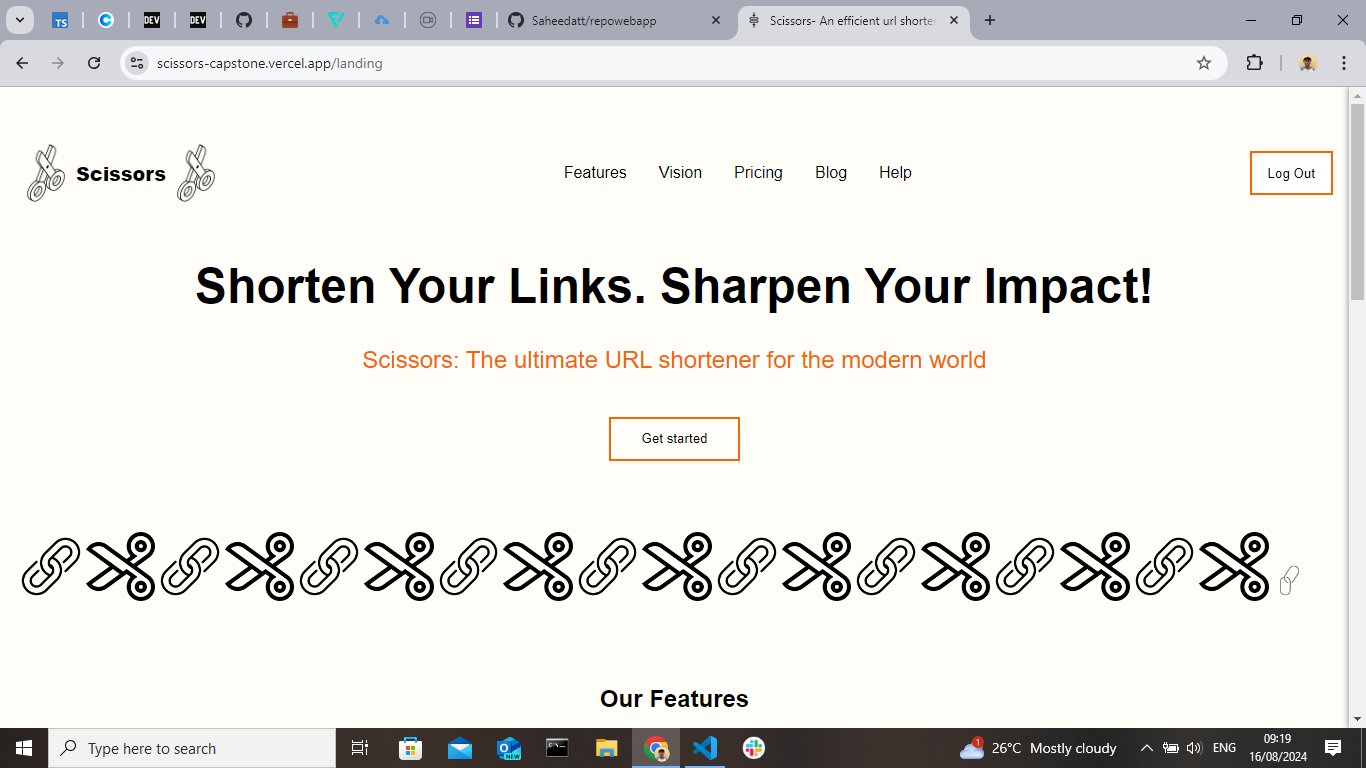 TS
C
DEV
DEV
Saheedatt/repowebapp
Scissors- An efficient url shorten
scissors-capstone.vercel.app/landing
Scissors
Features
Vision
Pricing
Blog
Help
Log Out
Shorten Your Links. Sharpen Your Impact!
Scissors: The ultimate URL shortener for the modern world
Get started
Our Features
Type here to search
NEW
1
26°C Mostly cloudy
ENG
09:19
16/08/2024